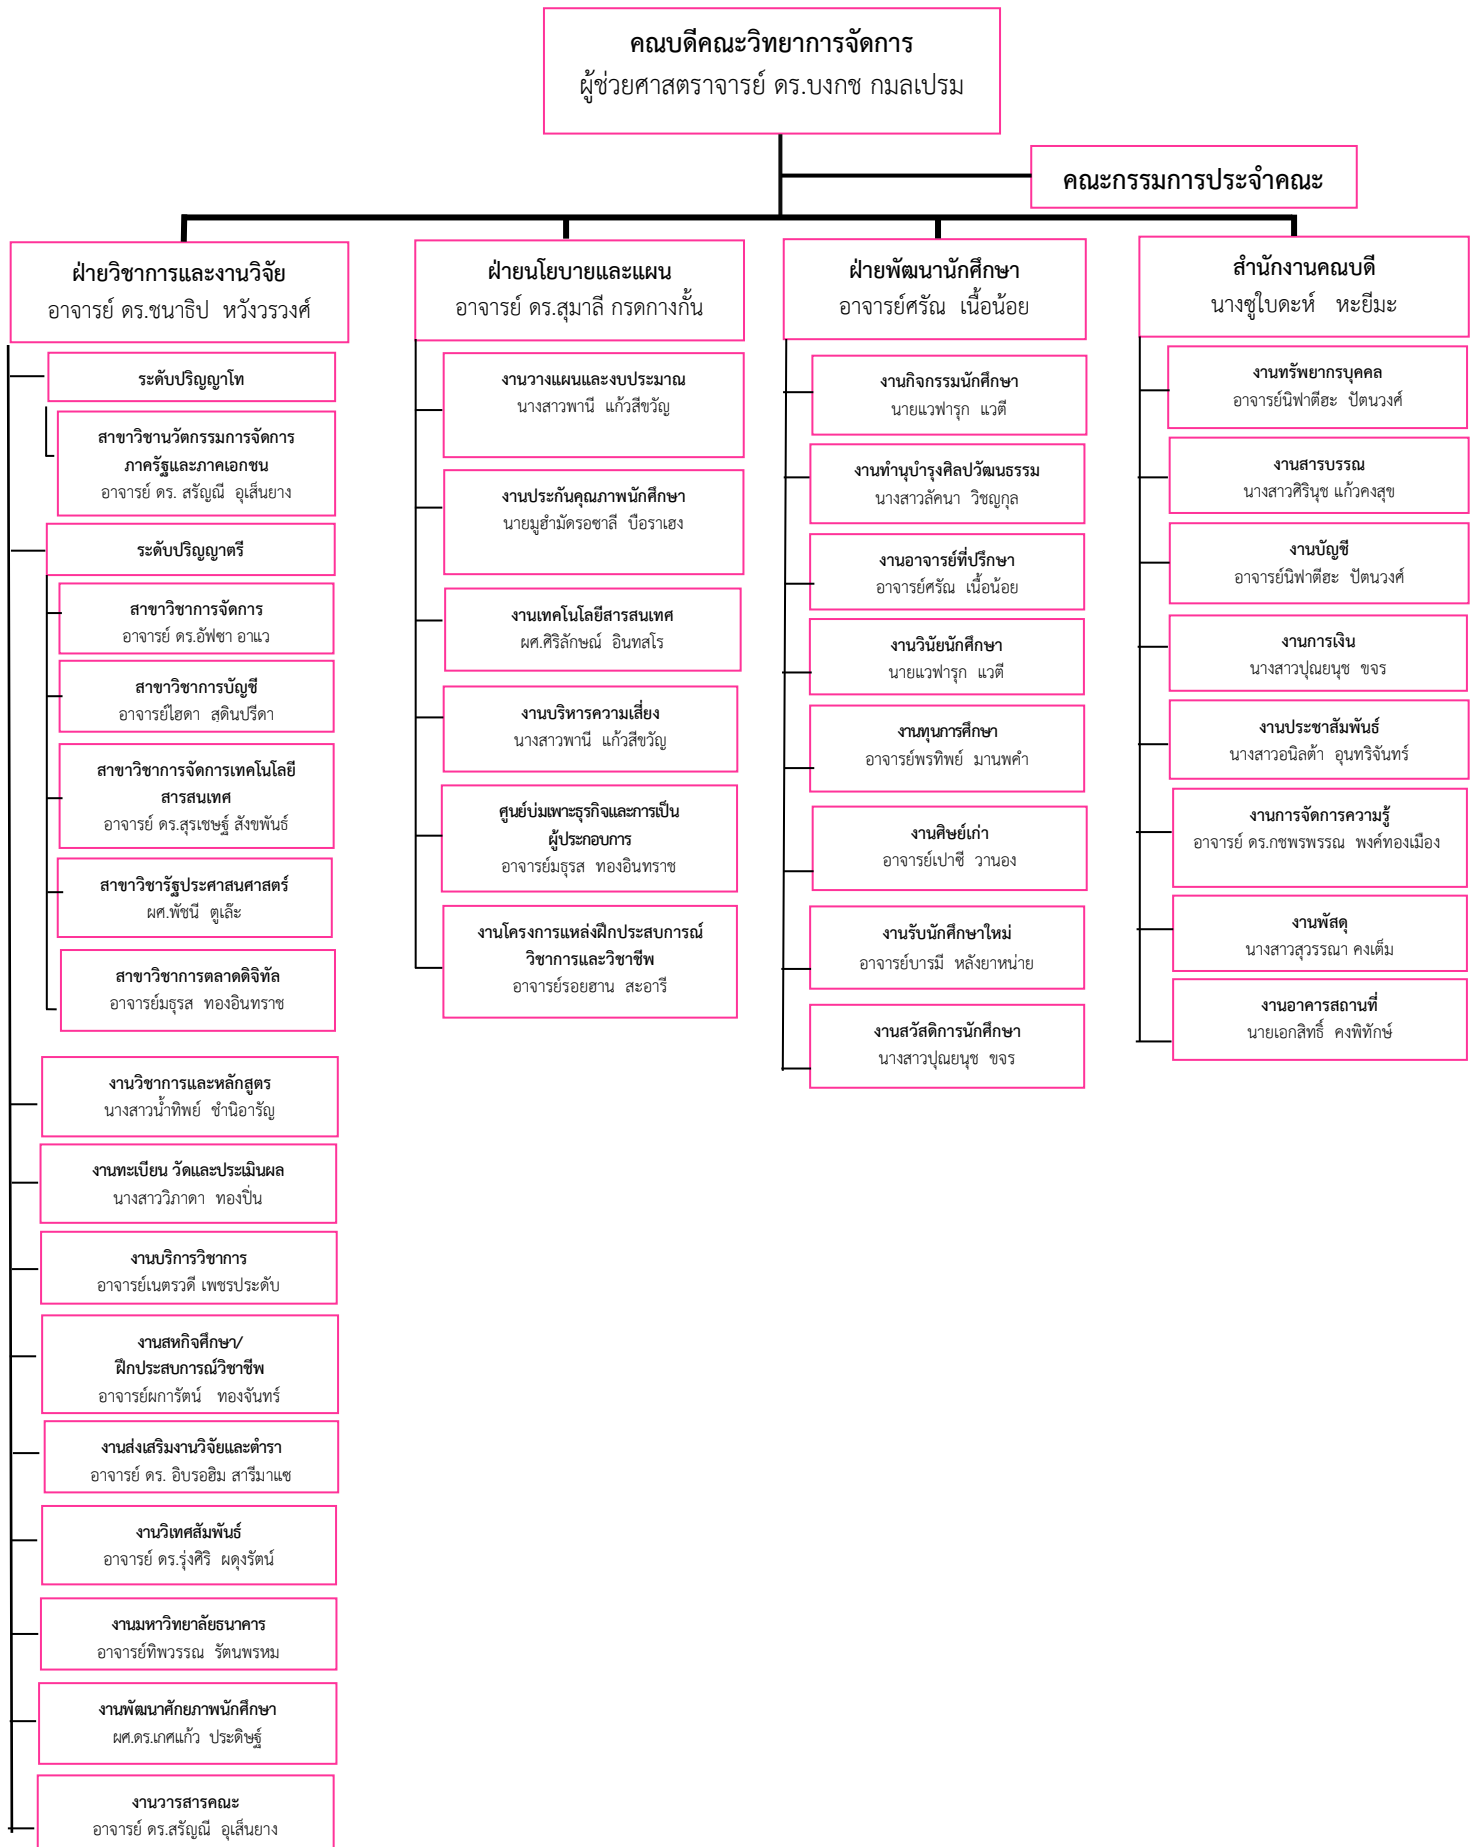 คณบดีคณะวิทยาการจัดการ
ผู้ช่วยศาสตราจารย์ ดร.บงกช กมลเปรม
คณะกรรมการประจำคณะ
ฝ่ายวิชาการและงานวิจัย
อาจารย์ ดร.ชนาธิป หวังวรวงศ์
ระดับปริญญาโท
สาขาวิชานวัตกรรมการจัดการ
ภาครัฐและภาคเอกชน
อาจารย์ ดร. สรัญณี อุเส็นยาง
ระดับปริญญาตรี
สาขาวิชาการจัดการ
อาจารย์ ดร.อัฟซา อาแว
สาขาวิชาการบัญชี
อาจารย์ไฮดา สุดินปรีดา
สาขาวิชาการจัดการเทคโนโลยี
สารสนเทศ
อาจารย์ ดร.สุรเชษฐ์ สังขพันธ์
สาขาวิชารัฐประศาสนศาสตร์
ผศ.พัชนี ตูเล๊ะ
สาขาวิชาการตลาดดิจิทัล
อาจารย์มธุรส ทองอินทราช
งานวิชาการและหลักสูตร
นางสาวน้ำทิพย์ ชำนิอารัญ
งานทะเบียน วัดและประเมินผล
นางสาววิภาดา ทองปิ่น
งานบริการวิชาการ
อาจารย์เนตรวดี เพชรประดับ
งานสหกิจศึกษา/
ฝึกประสบการณ์วิชาชีพ
อาจารย์ผการัตน์ ทองจันทร์
งานส่งเสริมงานวิจัยและตำรา
อาจารย์ ดร. อิบรอฮิม สารีมาแซ
งานวิเทศสัมพันธ์
อาจารย์ ดร.รุ่งศิริ ผดุงรัตน์
งานมหาวิทยาลัยธนาคาร
อาจารย์ทิพวรรณ รัตนพรหม
งานพัฒนาศักยภาพนักศึกษา
ผศ.ดร.เกศแก้ว ประดิษฐ์
งานวารสารคณะ
อาจารย์ ดร.สรัญณี อุเส็นยาง
ฝ่ายนโยบายและแผน
อาจารย์ ดร.สุมาลี กรดกางกั้น
งานวางแผนและงบประมาณ
นางสาวพานี แก้วสีขวัญ
งานประกันคุณภาพนักศึกษา
นายมูฮำมัดรอซาลี บือราเฮง
งานเทคโนโลยีสารสนเทศ
ผศ.ศิริลักษณ์ อินทสโร
งานบริหารความเสี่ยง
นางสาวพานี แก้วสีขวัญ
ศูนย์บ่มเพาะธุรกิจและการเป็น
ผู้ประกอบการ
อาจารย์มธุรส ทองอินทราช
งานโครงการแหล่งฝึกประสบการณ์
วิชาการและวิชาชีพ
อาจารย์รอยฮาน สะอารี
ฝ่ายพัฒนานักศึกษา
อาจารย์ศรัณ เนื้อน้อย
งานกิจกรรมนักศึกษา
นายแวฟารุก แวตี
งานทำนุบำรุงศิลปวัฒนธรรม
นางสาวลัคนา วิชญกุล
งานอาจารย์ที่ปรึกษา
อาจารย์ศรัณ เนื้อน้อย
งานวินัยนักศึกษา
นายแวฟารุก แวตี
งานทุนการศึกษา
อาจารย์พรทิพย์ มานพคำ
งานศิษย์เก่า
อาจารย์เปาซี วานอง
งานรับนักศึกษาใหม่
อาจารย์บารมี หลังยาหน่าย
งานสวัสดิการนักศึกษา
นางสาวปุณยนุช ขจร
สำนักงานคณบดี
นางซูใบดะห์ หะยีมะ
งานทรัพยากรบุคคล
อาจารย์นิฟาตีฮะ ปัตนวงศ์
งานสารบรรณ
นางสาวศิรินุช แก้วคงสุข
งานบัญชี
อาจารย์นิฟาตีฮะ ปัตนวงศ์
งานการเงิน
นางสาวปุณยนุช ขจร
งานประชาสัมพันธ์
นางสาวอนิลต้า อุนทริจันทร์
งานการจัดการความรู้
อาจารย์ ดร.กชพรพรรณ พงค์ทองเมือง
งานพัสดุ
นางสาวสุวรรณา คงเต็ม
งานอาคารสถานที่
นายเอกสิทธิ์ คงพิทักษ์